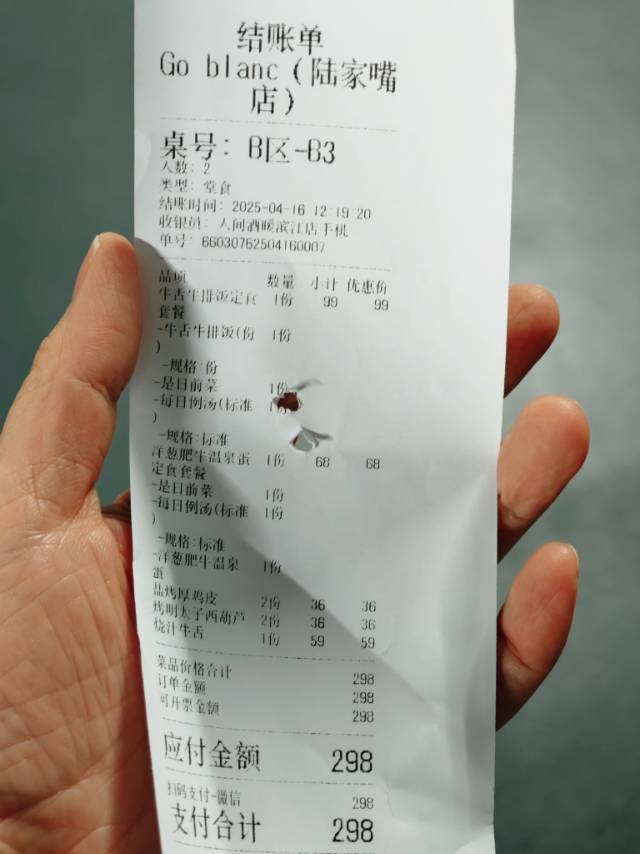 结账单
Go blanc（陆家嘴
店）
桌号: B区-B3
人数: 2
类型: 堂食
结账时间: 2025-04-16 12:19:20
收银员: 人间酒暖滨江店手机
单号: 66030762504160007
品项 数量 小计 优惠价
牛舌牛排饭定食 1份 99 99
套餐
-牛舌牛排饭(份 1份
)
-规格:份
-是日前菜 1份
-每日例汤(标准 1份
)
-规格:标准
洋葱肥牛温泉蛋 1份 68 68
定食套餐
-是日前菜 1份
-每日例汤(标准 1份
)
-规格:标准
-洋葱肥牛温泉 1份
蛋
盐烤厚鸡皮 2份 36 36
烤明太子西葫芦 2份 36 36
烧汁牛舌 1份 59 59
菜品价格合计 298
订单金额 298
可开票金额 298
应付金额 298
扫码支付-微信 298
支付合计 298